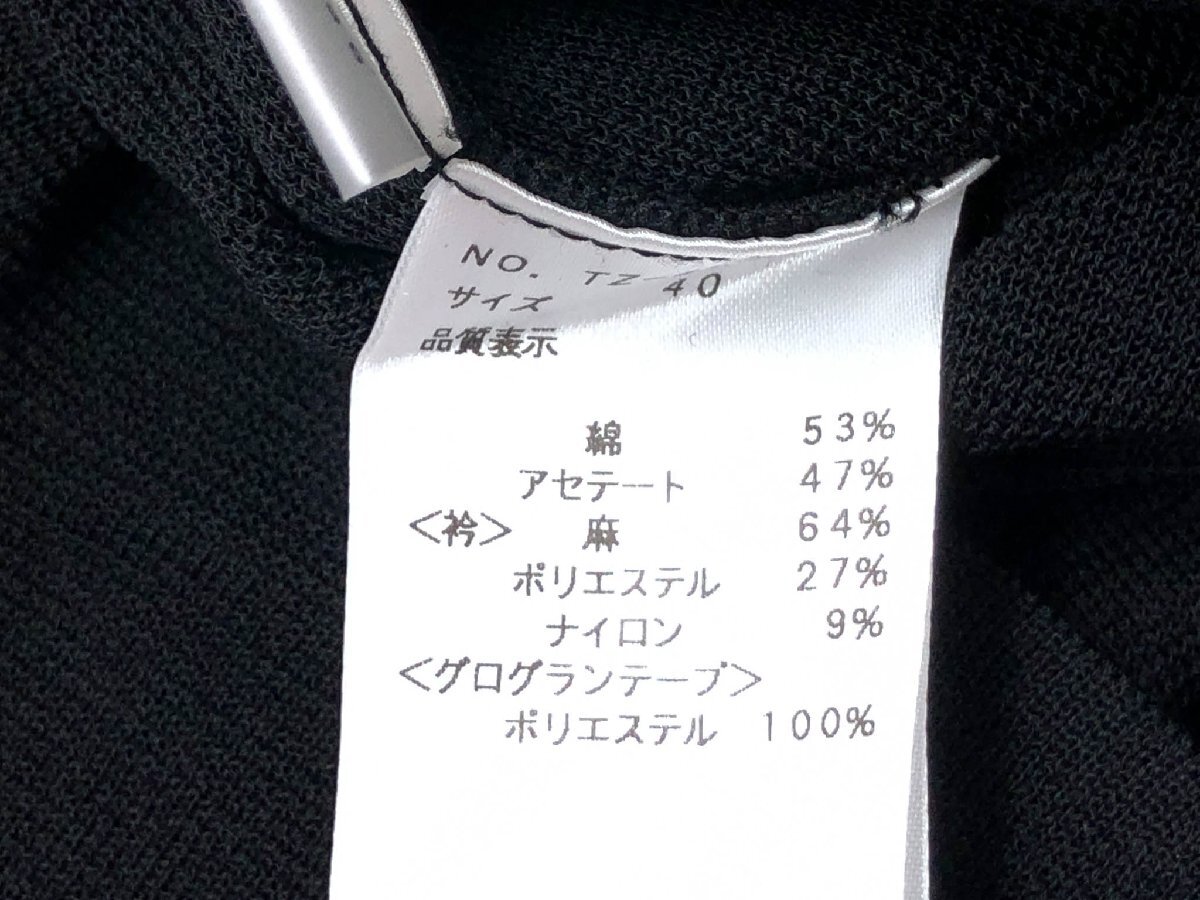 NO. TZ 40
サイズ
品質表示
綿 53%
アセテート 47%
<衿> 麻 64%
ポリエステル 27%
ナイロン 9%
<グログランテープ>
ポリエステル 100%